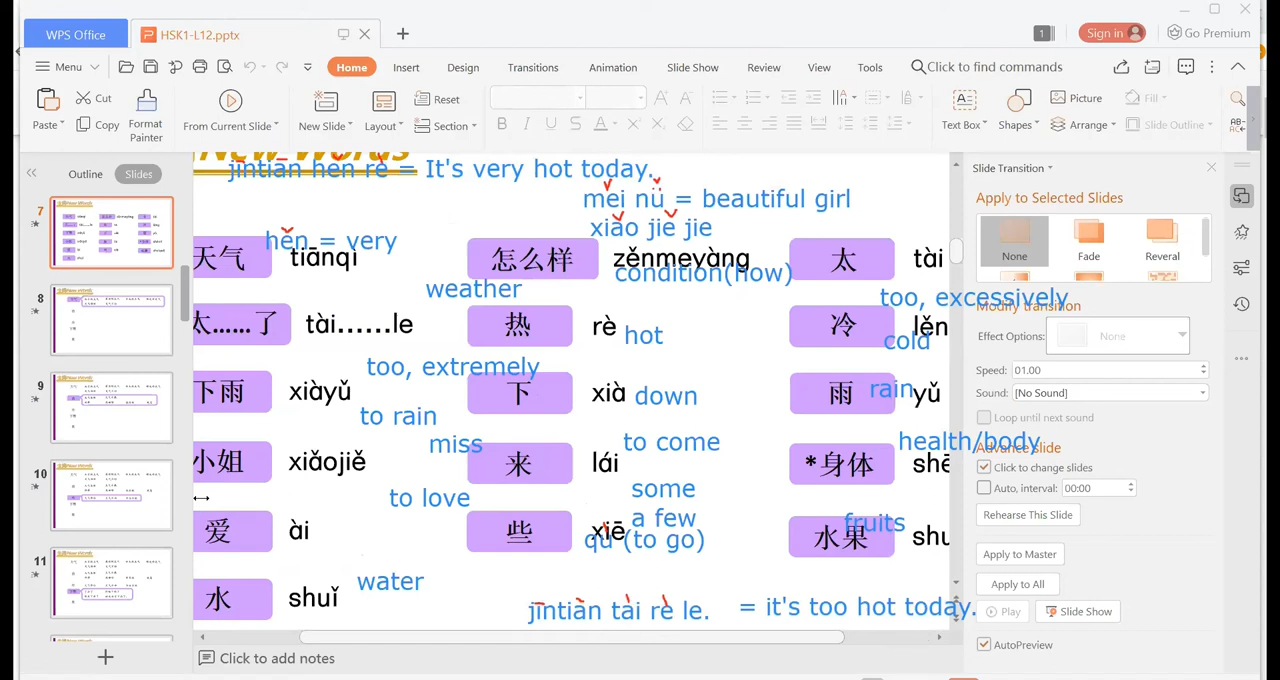 WPS Office
HSK1-L12.pptx
1
Sign in
Go Premium
Menu
Home
Insert
Design
Transitions
Animation
Slide Show
Review
View
Tools
Click to find commands
Paste
Cut
Copy
Format Painter
From Current Slide
New Slide
Layout
Reset
Section
B I U S A
Text Box
Shapes
Picture
Arrange
Fill
Slide Outline
Outline
Slides
7
8
9
10
11
New Words
jīntiān hěn rè = It's very hot today.
měi nǚ = beautiful girl
xiǎo jiě jie
hěn = very
天气 tiānqì
怎么样 zěnmeyàng
太 tài
condition(how)
weather
too, excessively
太……了 tài……le
热 rè
hot
冷 lěn
cold
too, extremely
下雨 xiàyǔ
下 xià
down
雨 yǔ
rain
to rain
miss
to come
health/body
小姐 xiǎojiě
来 lái
*身体 shē
to love
some
a few
fruits
爱 ài
些 xiē
水果 shu
qù (to go)
water
水 shuǐ
jīntiān tài rè le.
= it's too hot today.
Click to add notes
Slide Transition
Apply to Selected Slides
None
Fade
Reveral
Modify transition
Effect Options:
None
Speed:
01.00
Sound:
[No Sound]
Loop until next sound
Advance slide
Click to change slides
Auto, interval:
00:00
Rehearse This Slide
Apply to Master
Apply to All
Play
Slide Show
AutoPreview